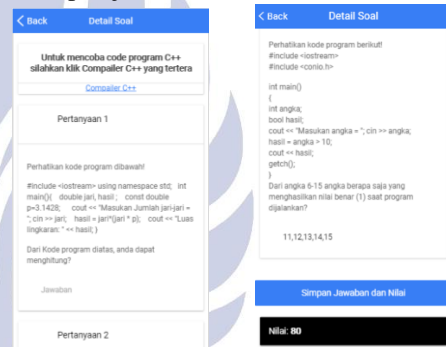 Back
Detail Soal
Untuk mencoba code program C++
silahkan klik Compailer C++ yang tertera
Compailer C++
Pertanyaan 1
Perhatikan kode program dibawah!
#include <iostream> using namespace std; int
main(){ double jari, hasil ; const double
p=3.1428; cout << "Masukan Jumlah jari-jari =
"; cin >> jari; hasil = jari*(jari * p); cout << "Luas
lingkaran: " << hasil; }
Dari Kode program diatas, anda dapat
menghitung?
Jawaban
Pertanyaan 2
Back
Detail Soal
Perhatikan kode program berikut!
#include <iostream>
#include <conio.h>
int main()
{
int angka;
bool hasil;
cout << "Masukan angka = "; cin >> angka;
hasil = angka > 10;
cout << hasil;
getch();
}
Dari angka 6-15 angka berapa saja yang
menghasilkan nilai benar (1) saat program
dijalankan?
11,12,13,14,15
Simpan Jawaban dan Nilai
Nilai: 80